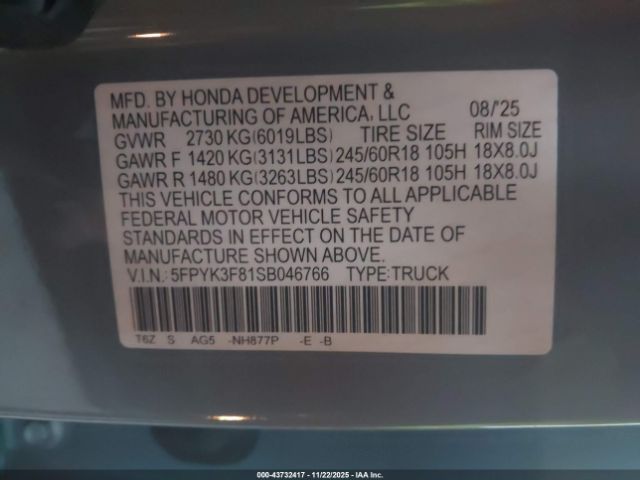 MFD. BY HONDA DEVELOPMENT &
MANUFACTURING OF AMERICA, LLC 08/'25
GVWR 2730 KG(6019LBS) TIRE SIZE RIM SIZE
GAWR F 1420 KG(3131LBS) 245/60R18 105H 18X8.0J
GAWR R 1480 KG(3263LBS) 245/60R18 105H 18X8.0J
THIS VEHICLE CONFORMS TO ALL APPLICABLE
FEDERAL MOTOR VEHICLE SAFETY
STANDARDS IN EFFECT ON THE DATE OF
MANUFACTURE SHOWN ABOVE.
V.I.N.: 5FPYK3F81SB046766 TYPE:TRUCK
T6Z S AG5 -NH877P -E -B
000-43732417 - 11/22/2025 - IAA Inc.